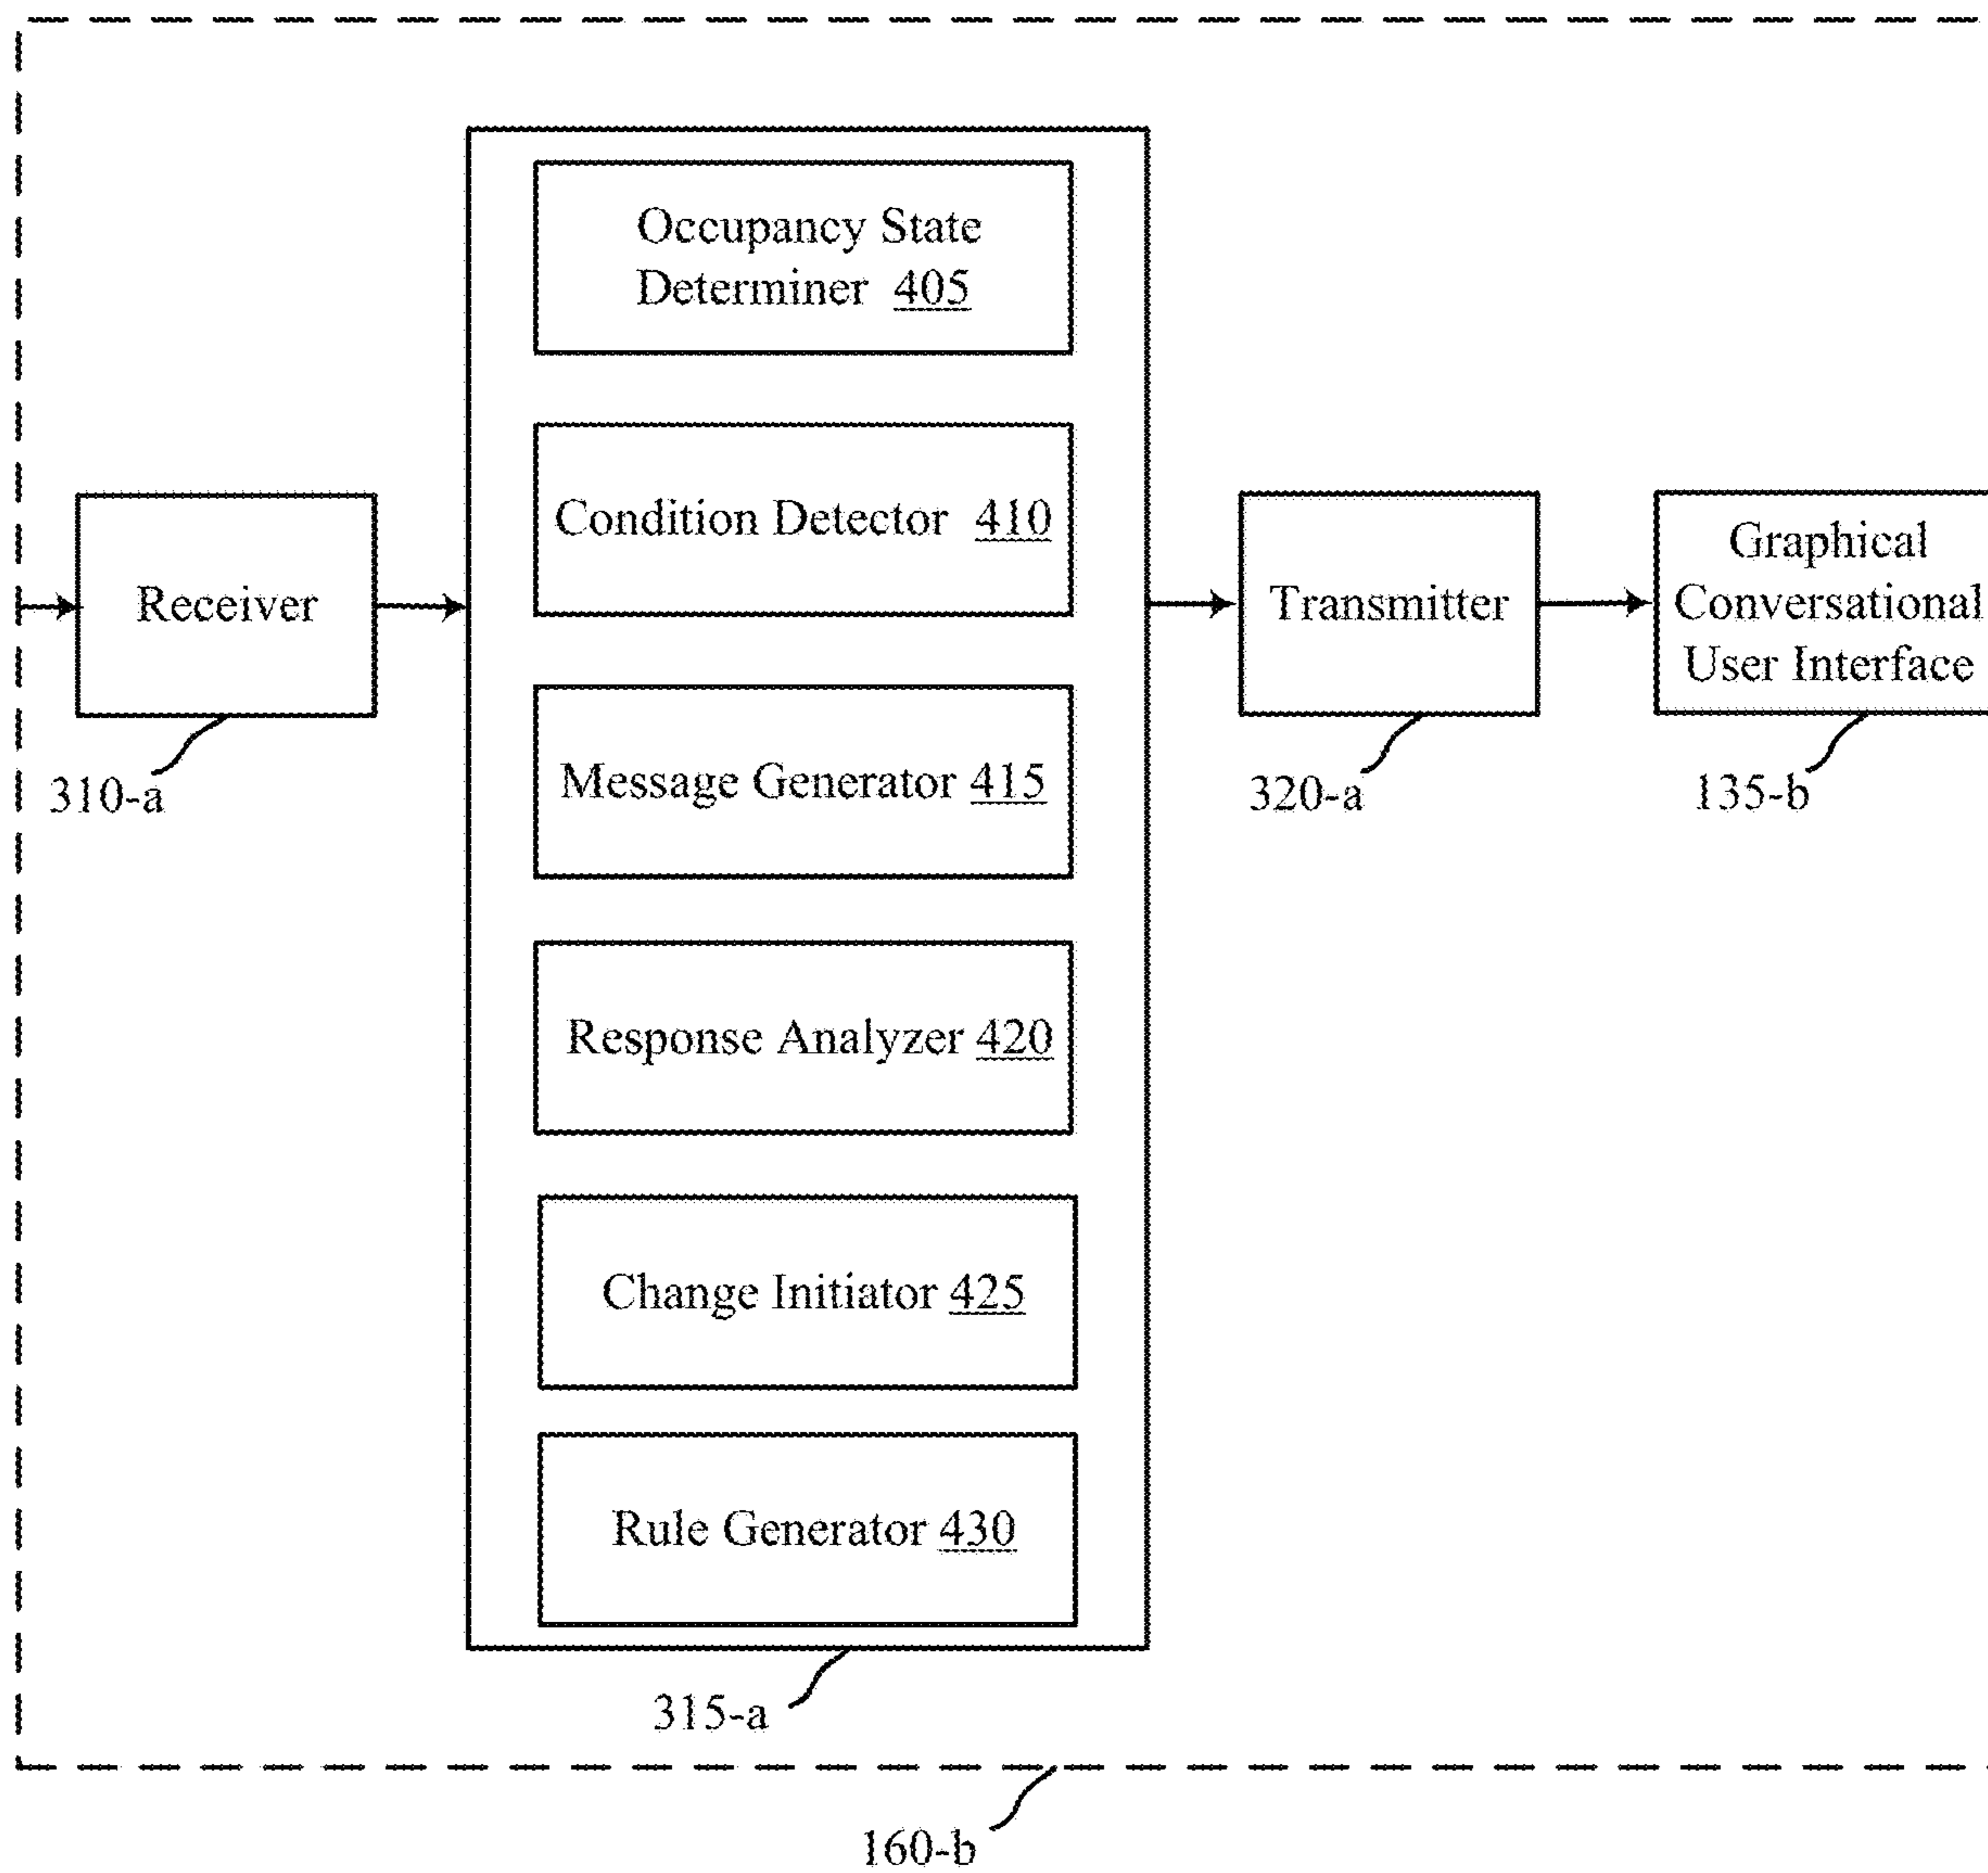 Occupancy State
Determiner 405
Condition Detector 410
Receiver
Transmitter
Graphical
Conversational
User Interface
Message Generator 415
310-a
320-a
135-b
Response Analyzer 420
Change Initiator 425
Rule Generator 430
315-a
160-b